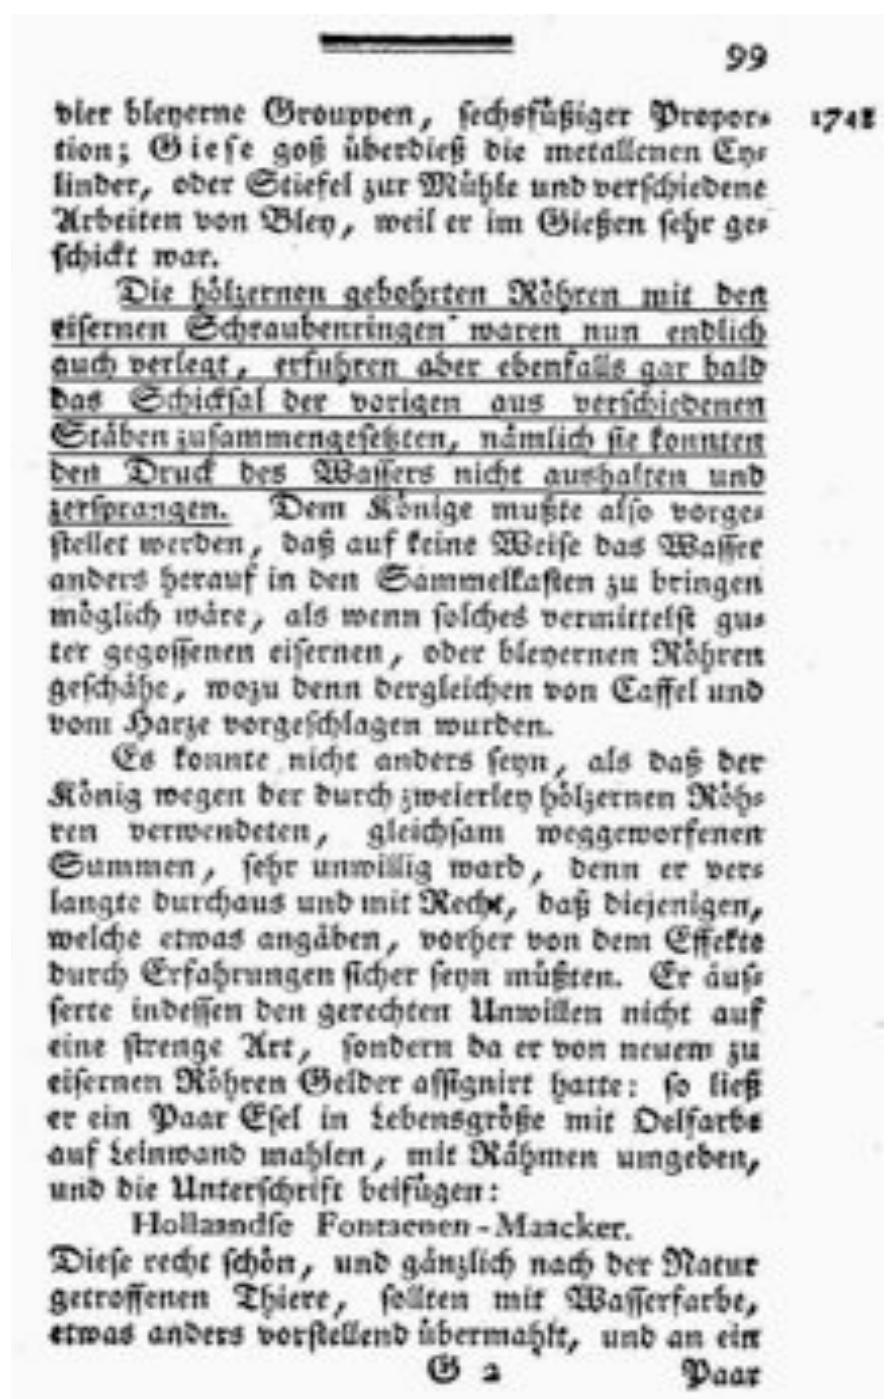 99
vier bleyerne Grouppen, sechsfüßiger Propor- 1748
tion; Giese goß überdieß die metallenen Cy-
linder, oder Stiefel zur Mühle und verschiedene
Arbeiten von Bley, weil er im Gießen sehr ge-
schickt war.
Die hölzernen gebohrten Röhren mit den
eisernen Schraubenringen waren nun endlich
auch verlegt, erfuhren aber ebenfalls gar bald
das Schicksal der vorigen aus verschiedenen
Stäben zusammengesetzten, nämlich sie konnten
den Druck des Wassers nicht aushalten und
zersprangen. Dem Könige mußte also vorge-
stellet werden, daß auf keine Weise das Wasser
anders herauf in den Sammelkasten zu bringen
möglich wäre, als wenn solches vermittelst gu-
ter gegossenen eisernen, oder bleyernen Röhren
geschähe, wozu denn dergleichen von Cassel und
vom Harze vorgeschlagen wurden.
Es konnte nicht anders seyn, als daß der
König wegen der durch zweierley hölzernen Röh-
ren verwendeten, gleichsam weggeworfenen
Summen, sehr unwillig ward, denn er ver-
langte durchaus und mit Recht, daß diejenigen,
welche etwas angäben, vorher von dem Effekte
durch Erfahrungen sicher seyn müßten. Er äus-
serte indessen den gerechten Unwillen nicht auf
eine strenge Art, sondern da er von neuem zu
eisernen Röhren Gelder assignirt hatte: so ließ
er ein Paar Esel in Lebensgröße mit Oelfarbe
auf Leinwand mahlen, mit Rähmen umgeben,
und die Unterschrift beifügen:
Hollaandse Fontaenen-Maacker.
Diese recht schön, und gänzlich nach der Natur
getroffenen Thiere, sollten mit Wasserfarbe,
etwas anders vorstellend übermahlt, und an ein
G 2 Paar